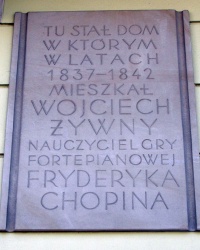 TU STAŁ DOM
W KTÓRYM
W LATACH
1837-1842
MIESZKAŁ
WOJCIECH
ŻYWNY
NAUCZYCIEL GRY
FORTEPIANOWEJ
FRYDERYKA
CHOPINA